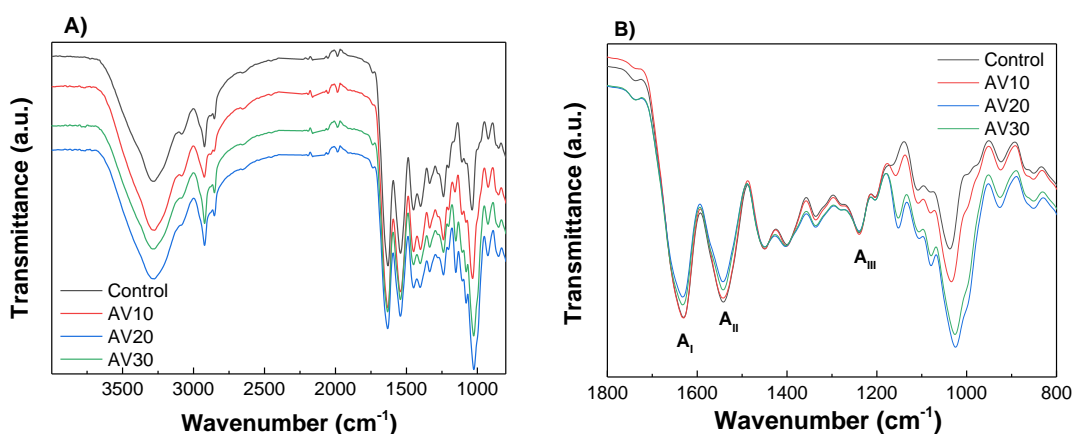 A)
Transmittance (a.u.)
Control
AV10
AV20
AV30
3500 3000 2500 2000 1500 1000
Wavenumber (cm⁻¹)
B)
Transmittance (a.u.)
Control
AV10
AV20
AV30
A_I
A_II
A_III
1800 1600 1400 1200 1000 800
Wavenumber (cm⁻¹)